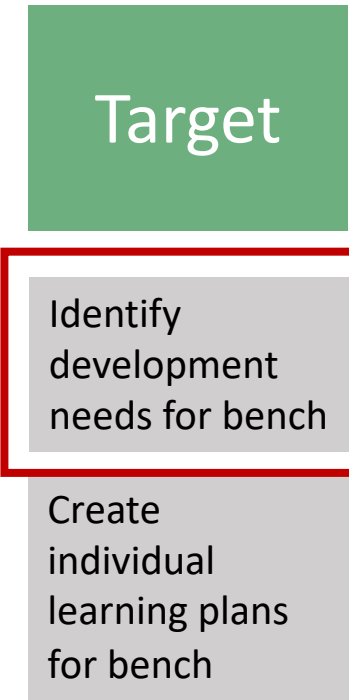 Target
Identify
development
needs for bench
Create
individual
learning plans
for bench